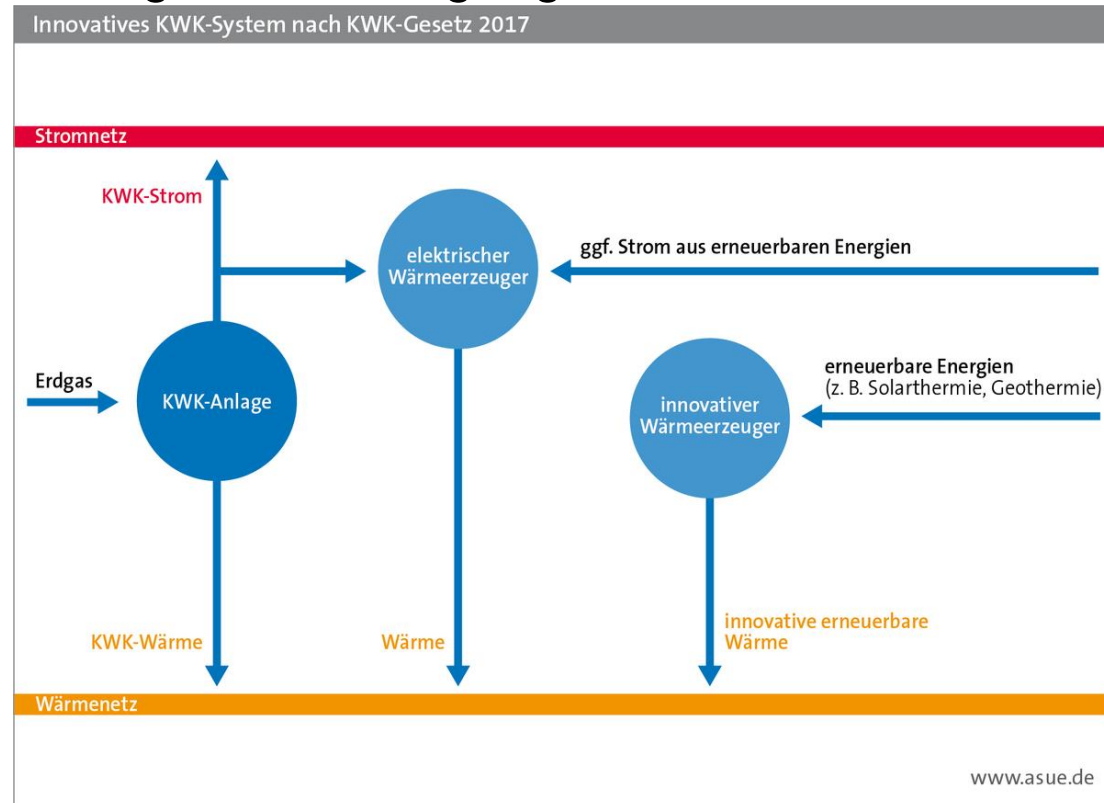 Innovatives KWK-System nach KWK-Gesetz 2017
Stromnetz
KWK-Strom
elektrischer
Wärmeerzeuger
ggf. Strom aus erneuerbaren Energien
Erdgas
KWK-Anlage
innovativer
Wärmeerzeuger
erneuerbare Energien
(z. B. Solarthermie, Geothermie)
KWK-Wärme
Wärme
innovative erneuerbare
Wärme
Wärmenetz
www.asue.de